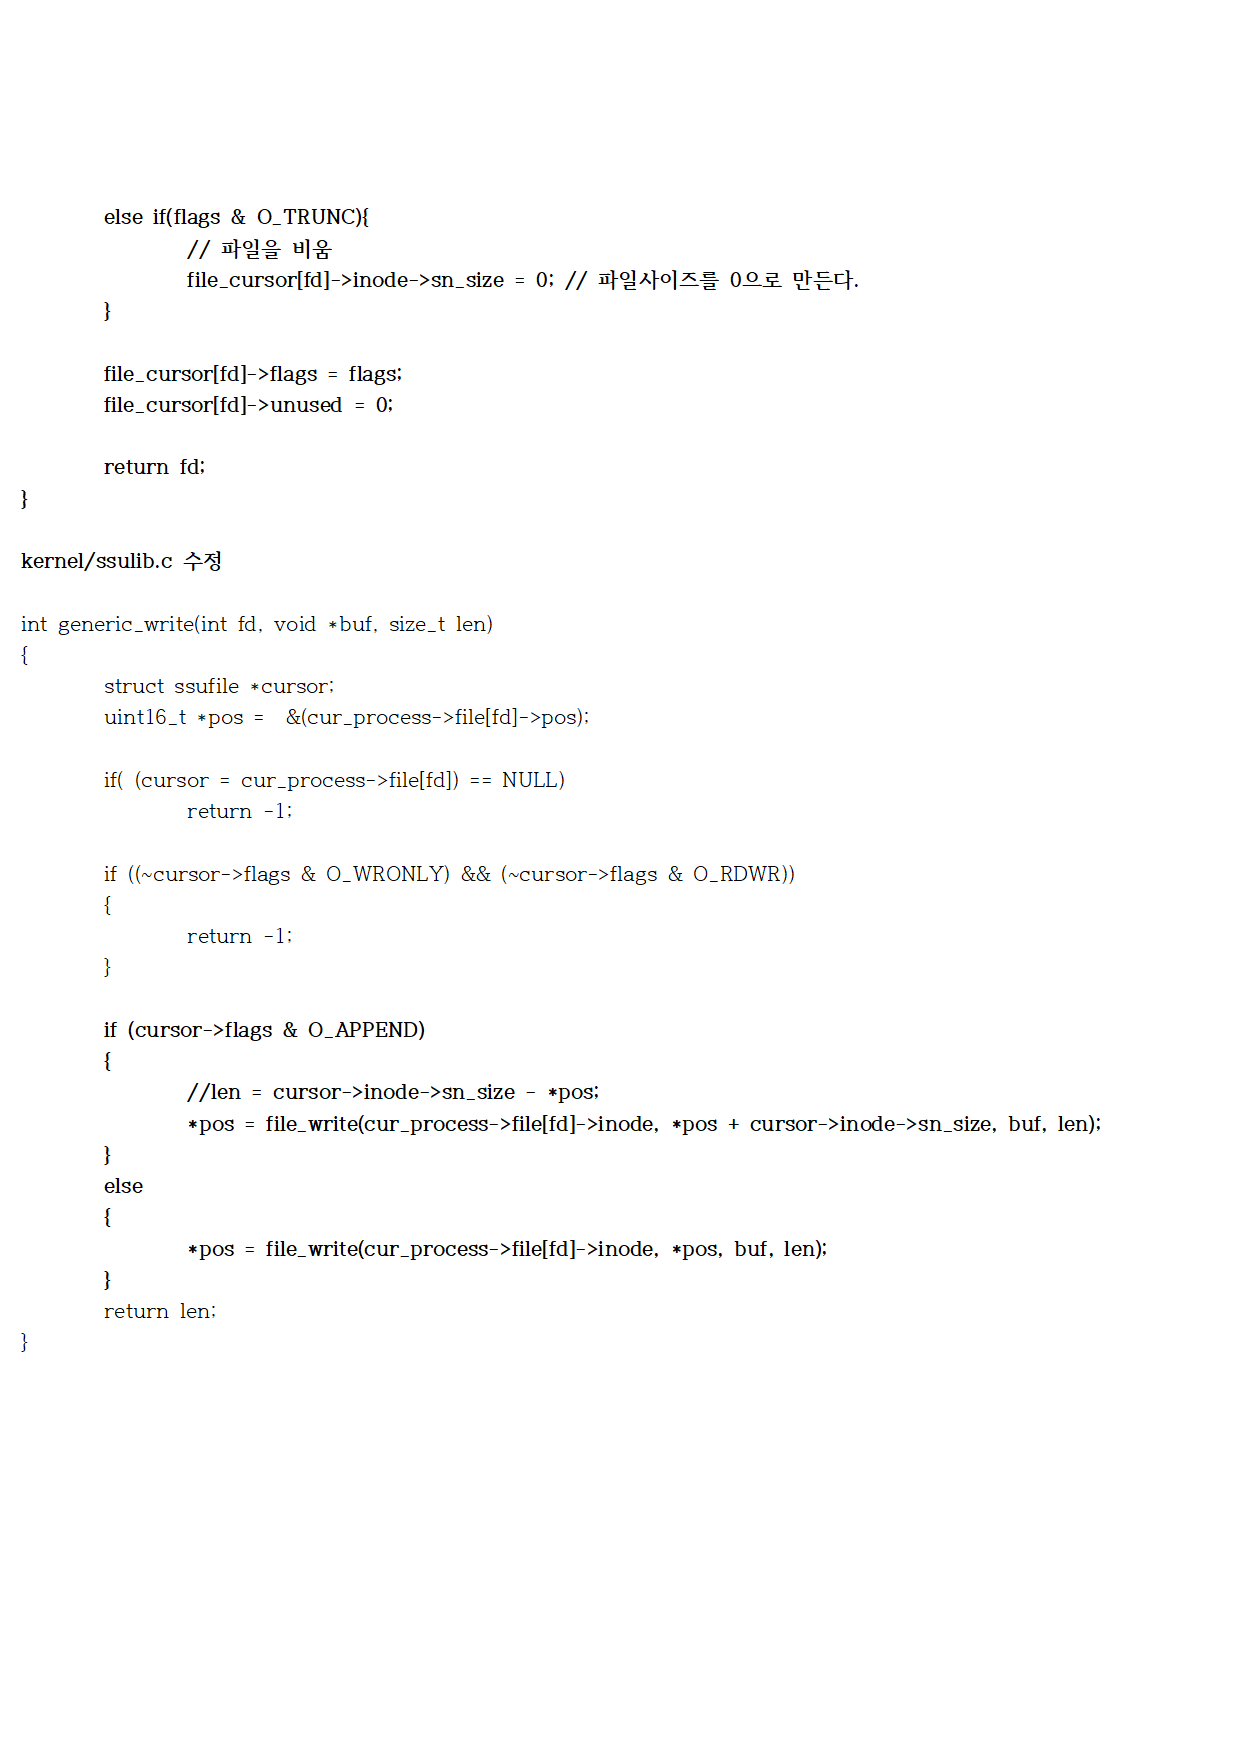 else if(flags & O_TRUNC){
// 파일을 비움
file_cursor[fd]->inode->sn_size = 0; // 파일사이즈를 0으로 만든다.
}
file_cursor[fd]->flags = flags;
file_cursor[fd]->unused = 0;
return fd;
}
kernel/ssulib.c 수정
int generic_write(int fd, void *buf, size_t len)
{
struct ssufile *cursor;
uint16_t *pos =  &(cur_process->file[fd]->pos);
if( (cursor = cur_process->file[fd]) == NULL)
return -1;
if ((~cursor->flags & O_WRONLY) && (~cursor->flags & O_RDWR))
{
return -1;
}
if (cursor->flags & O_APPEND)
{
//len = cursor->inode->sn_size - *pos;
*pos = file_write(cur_process->file[fd]->inode, *pos + cursor->inode->sn_size, buf, len);
}
else
{
*pos = file_write(cur_process->file[fd]->inode, *pos, buf, len);
}
return len;
}